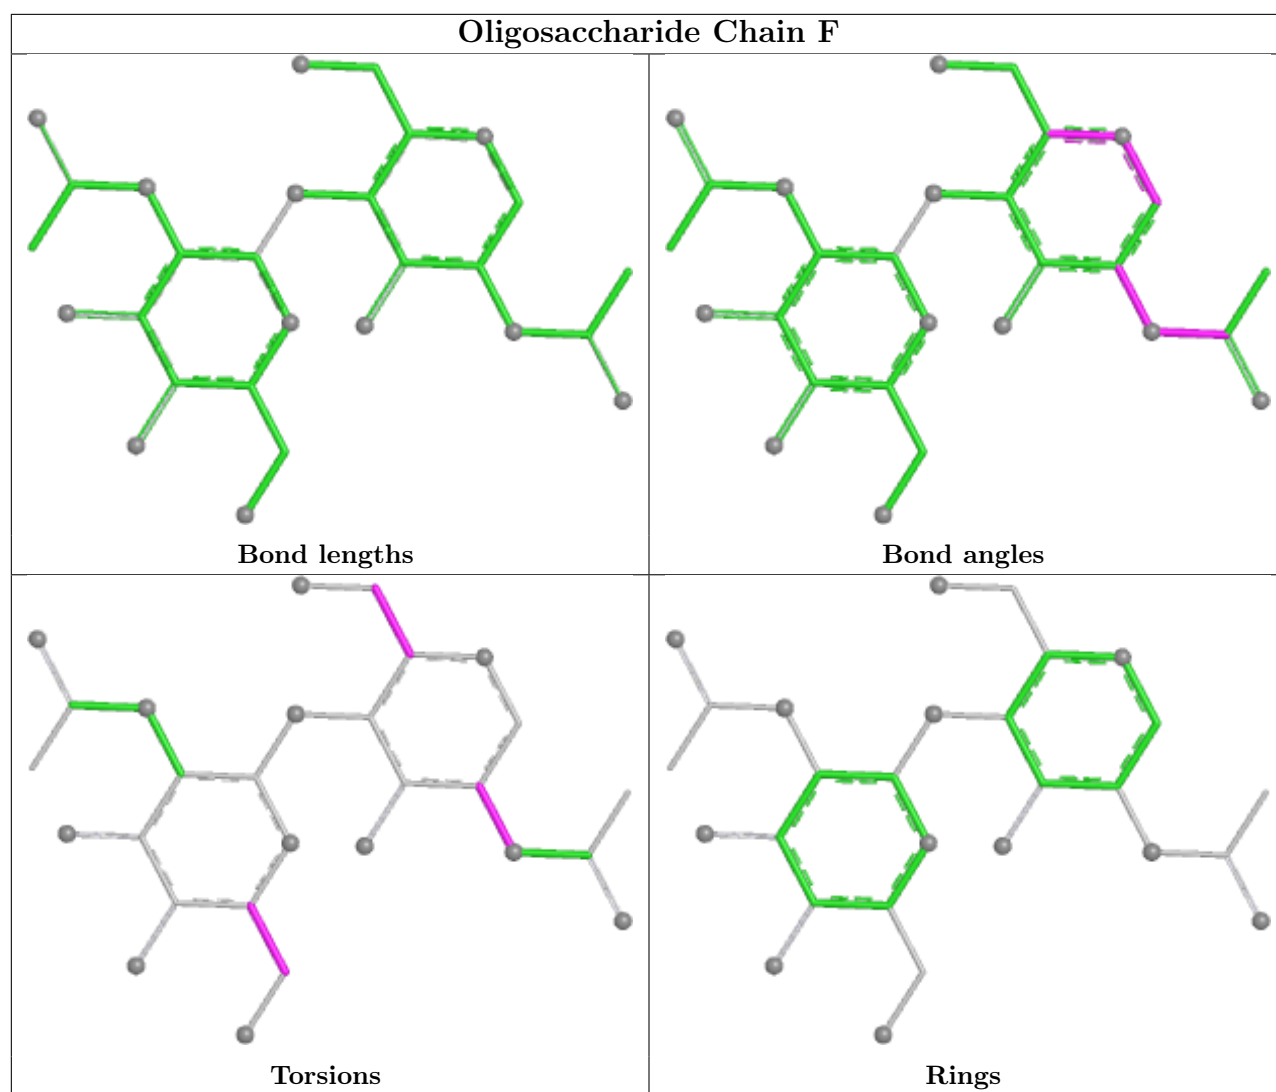 Oligosaccharide Chain F
Bond lengths
Bond angles
Torsions
Rings